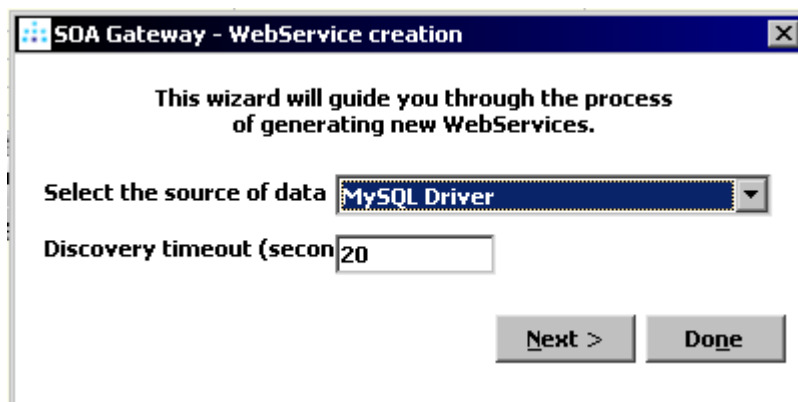 SOA Gateway - WebService creation
This wizard will guide you through the process
of generating new WebServices.
Select the source of data MySQL Driver
Discovery timeout (secon 20
Next > Done